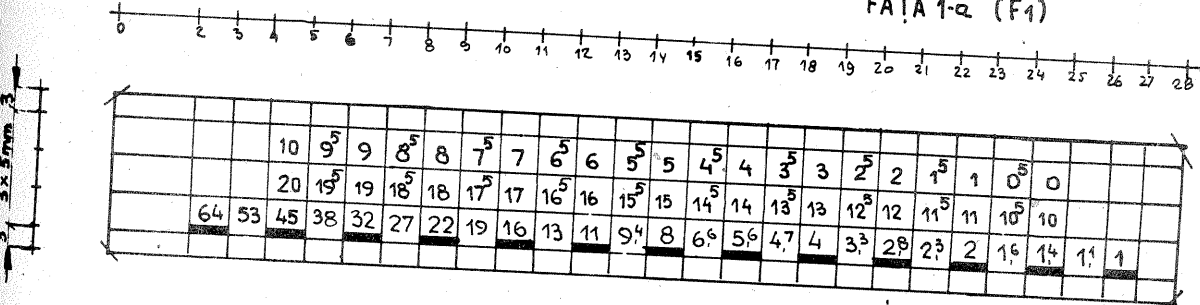 FAȚA 1-a (F1)
0 2 3 4 5 6 7 8 9 10 11 12 13 14 15 16 17 18 19 20 21 22 23 24 25 26 27 28
3
3 x 5mm
3
10 9⁵ 9 8⁵ 8 7⁵ 7 6⁵ 6 5⁵ 5 4⁵ 4 3⁵ 3 2⁵ 2 1⁵ 1 0⁵ 0
20 19⁵ 19 18⁵ 18 17⁵ 17 16⁵ 16 15⁵ 15 14⁵ 14 13⁵ 13 12⁵ 12 11⁵ 11 10⁵ 10
64 53 45 38 32 27 22 19 16 13 11 9,4 8 6,6 5,6 4,7 4 3,3 2,8 2,3 2 1,6 1,4 1,1 1